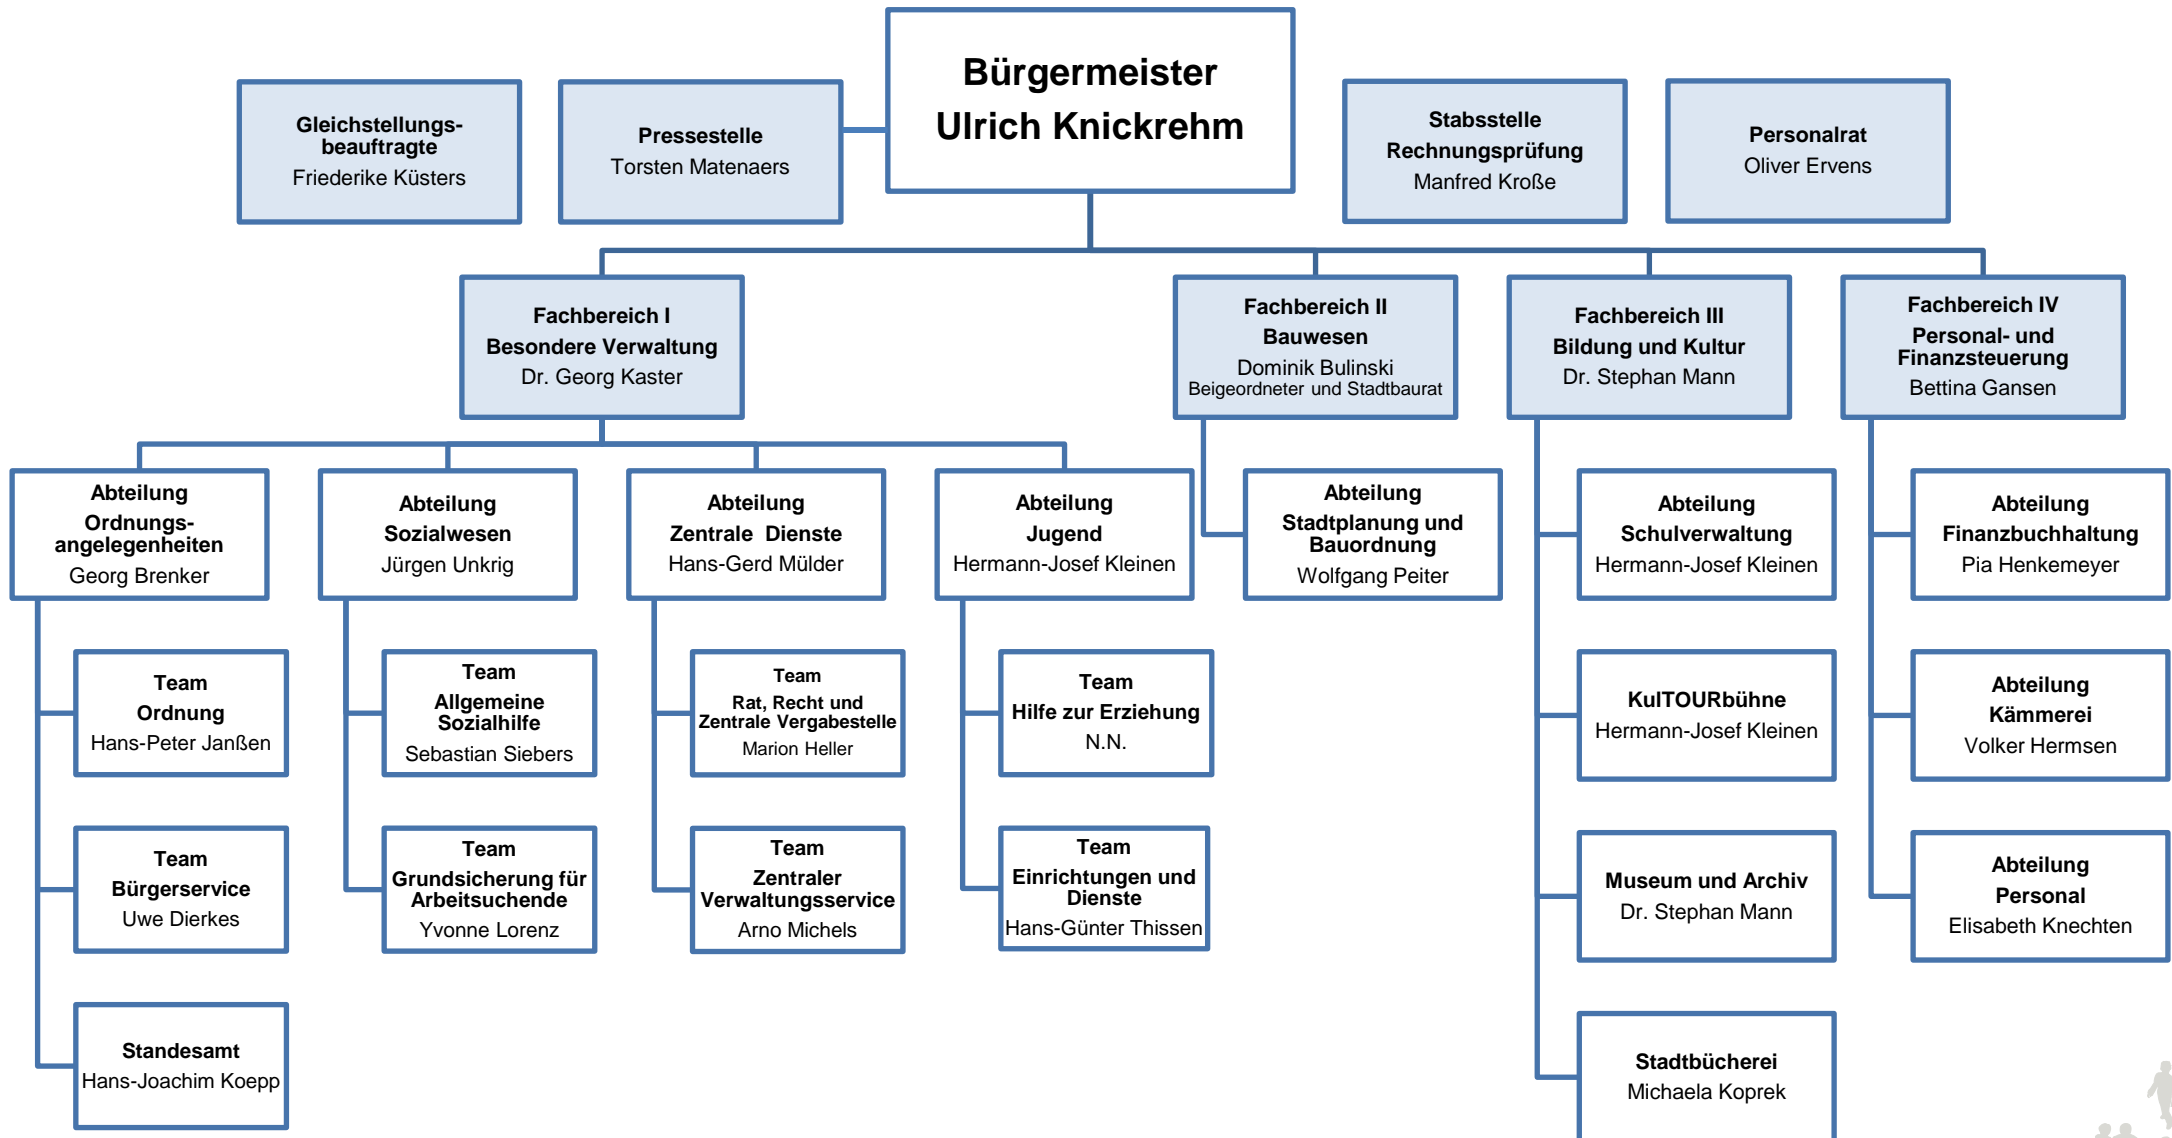 Bürgermeister
Ulrich Knickrehm
Gleichstellungs-
beauftragte
Friederike Küsters
Pressestelle
Torsten Matenaers
Stabsstelle
Rechnungsprüfung
Manfred Kroße
Personalrat
Oliver Ervens
Fachbereich I
Besondere Verwaltung
Dr. Georg Kaster
Fachbereich II
Bauwesen
Dominik Bulinski
Beigeordneter und Stadtbaurat
Fachbereich III
Bildung und Kultur
Dr. Stephan Mann
Fachbereich IV
Personal- und
Finanzsteuerung
Bettina Gansen
Abteilung
Ordnungs-
angelegenheiten
Georg Brenker
Abteilung
Sozialwesen
Jürgen Unkrig
Abteilung
Zentrale Dienste
Hans-Gerd Mülder
Abteilung
Jugend
Hermann-Josef Kleinen
Abteilung
Stadtplanung und
Bauordnung
Wolfgang Peiter
Abteilung
Schulverwaltung
Hermann-Josef Kleinen
Abteilung
Finanzbuchhaltung
Pia Henkemeyer
Team
Ordnung
Hans-Peter Janßen
Team
Allgemeine
Sozialhilfe
Sebastian Siebers
Team
Rat, Recht und
Zentrale Vergabestelle
Marion Heller
Team
Hilfe zur Erziehung
N.N.
KulTOURbühne
Hermann-Josef Kleinen
Abteilung
Kämmerei
Volker Hermsen
Team
Bürgerservice
Uwe Dierkes
Team
Grundsicherung für
Arbeitsuchende
Yvonne Lorenz
Team
Zentraler
Verwaltungsservice
Arno Michels
Team
Einrichtungen und
Dienste
Hans-Günter Thissen
Museum und Archiv
Dr. Stephan Mann
Abteilung
Personal
Elisabeth Knechten
Standesamt
Hans-Joachim Koepp
Stadtbücherei
Michaela Koprek